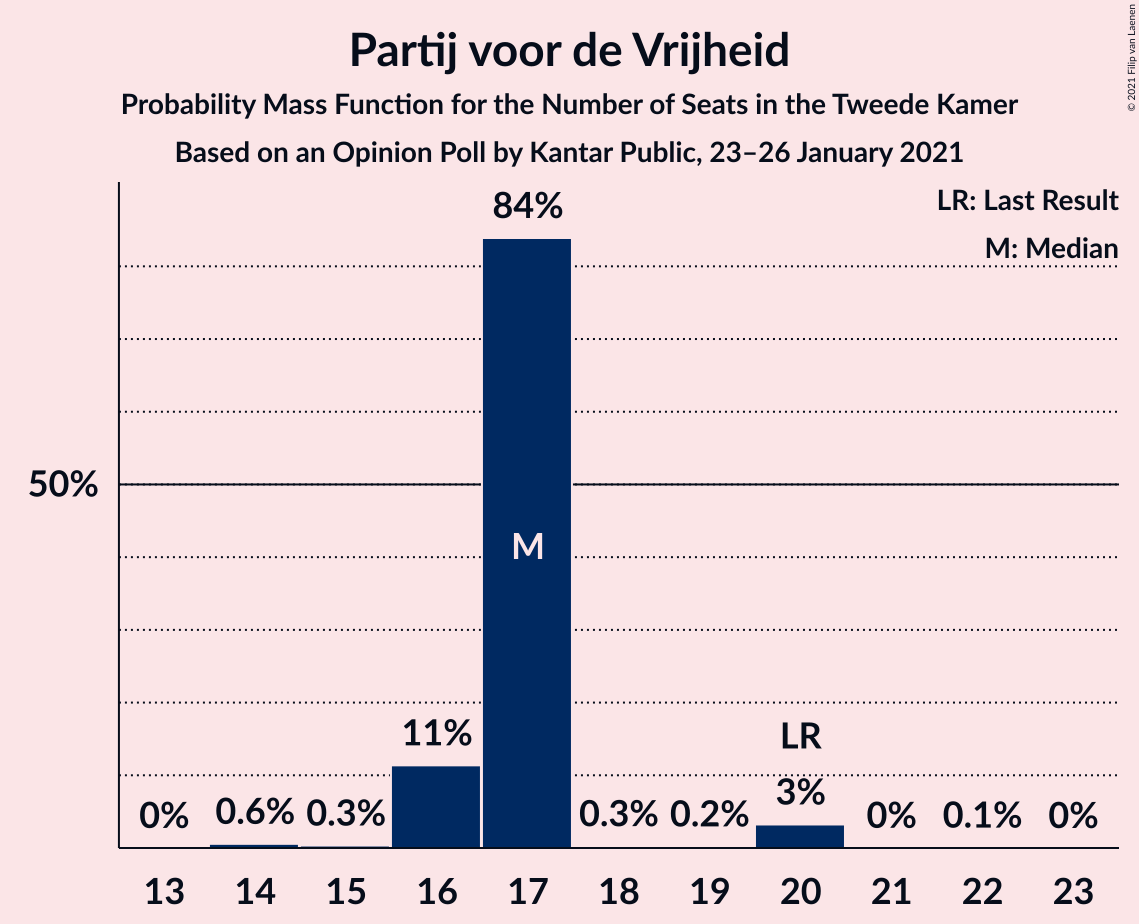 Partij voor de Vrijheid
Probability Mass Function for the Number of Seats in the Tweede Kamer
Based on an Opinion Poll by Kantar Public, 23–26 January 2021
© 2021 Filip van Laenen
LR: Last Result
M: Median
84%
50%
M
11%
LR
3%
0%
0.6%
0.3%
0.3%
0.2%
0%
0.1%
0%
13 14 15 16 17 18 19 20 21 22 23